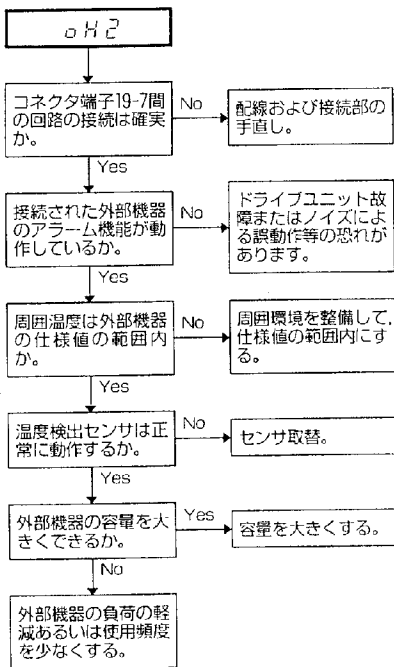 oH2
コネクタ端子19-7間
の回路の接続は確実
か。
No
配線および接続部の
手直し。
Yes
接続された外部機器
のアラーム機能が動
作しているか。
No
ドライブユニット故
障またはノイズによ
る誤動作等の恐れが
あります。
Yes
周囲温度は外部機器
の仕様値の範囲内
か。
No
周囲環境を整備して,
仕様値の範囲内にす
る。
Yes
温度検出センサは正
常に動作するか。
No
センサ取替。
Yes
外部機器の容量を大
きくできるか。
Yes
容量を大きくする。
No
外部機器の負荷の軽
減あるいは使用頻度
を少なくする。